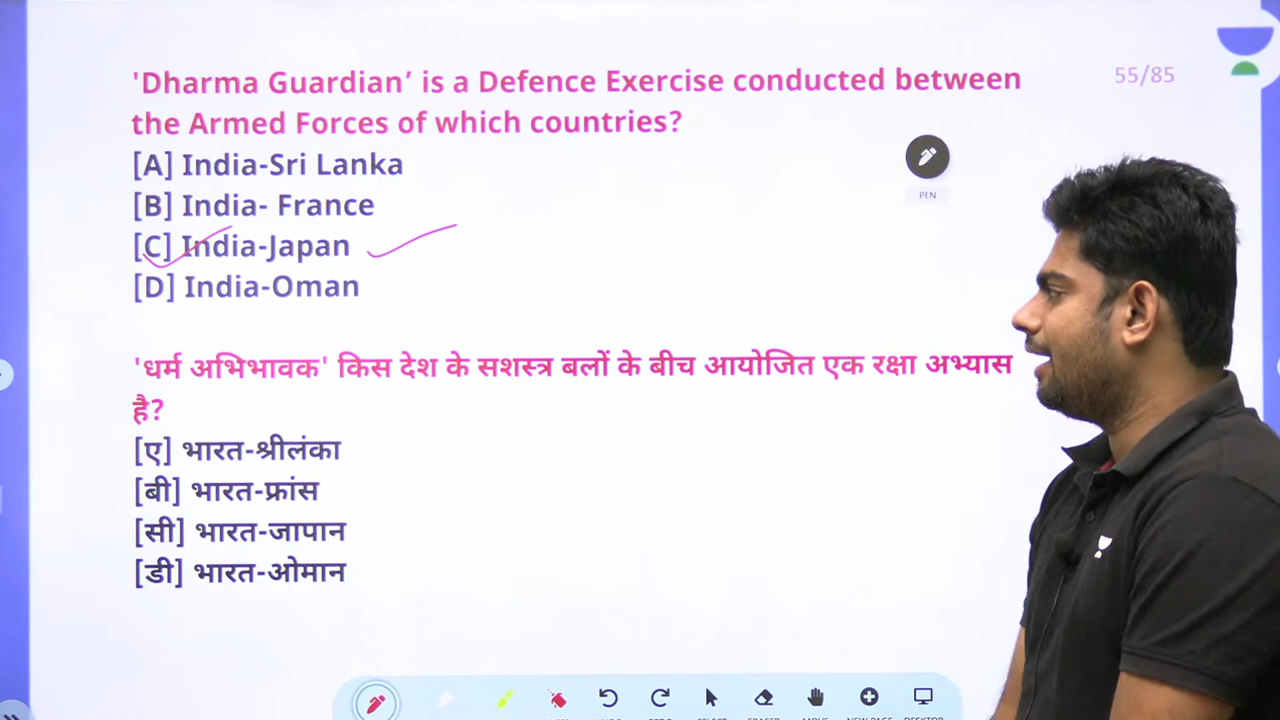 'Dharma Guardian’ is a Defence Exercise conducted between
55/85
the Armed Forces of which countries?
[A] India-Sri Lanka
[B] India- France
[C] India-Japan
[D] India-Oman
PEN
'धर्म अभिभावक' किस देश के सशस्त्र बलों के बीच आयोजित एक रक्षा अभ्यास
है?
[ए] भारत-श्रीलंका
[बी] भारत-फ्रांस
[सी] भारत-जापान
[डी] भारत-ओमान